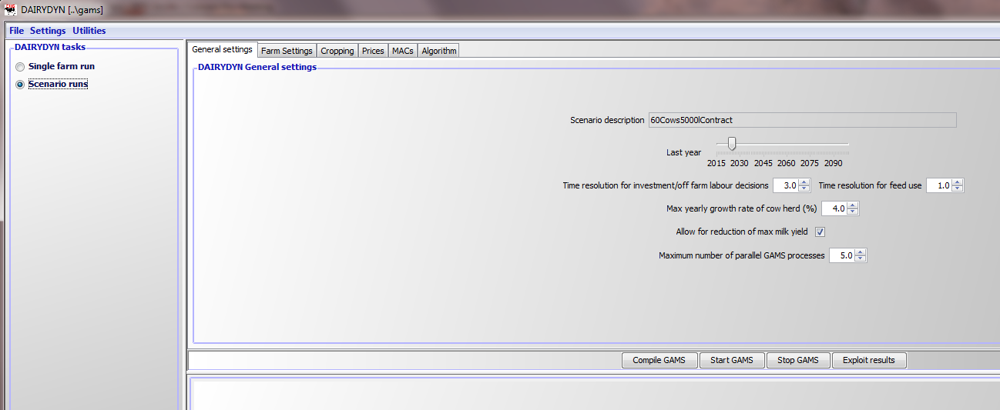 DAIRYDYN [..\gams]
File Settings Utilities
DAIRYDYN tasks
Single farm run
Scenario runs
General settings Farm Settings Cropping Prices MACs Algorithm
DAIRYDYN General settings
Scenario description 60Cows5000lContract
Last year
2015 2030 2045 2060 2075 2090
Time resolution for investment/off farm labour decisions 3.0 Time resolution for feed use 1.0
Max yearly growth rate of cow herd (%) 4.0
Allow for reduction of max milk yield
Maximum number of parallel GAMS processes 5.0
Compile GAMS Start GAMS Stop GAMS Exploit results